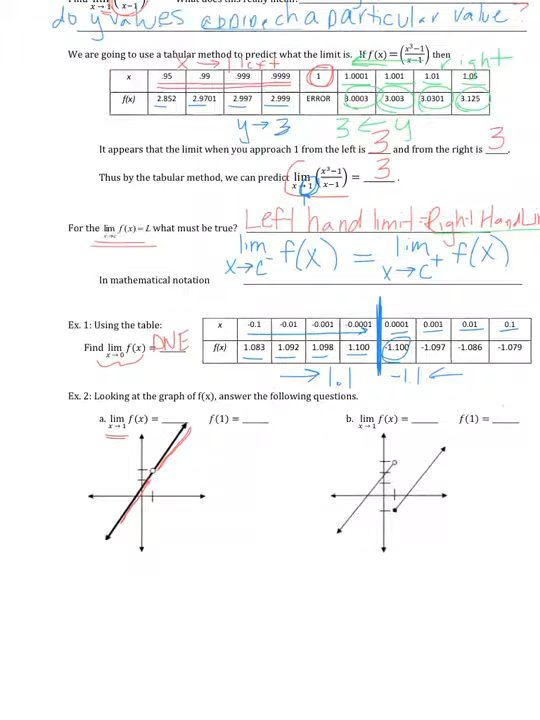 do y values approach a particular value?
We are going to use a tabular method to predict what the limit is. If f(x) = (x³−1 / x−1) then
x → 1 left right
x .95 .99 .999 .9999 1 1.0001 1.001 1.01 1.05
f(x) 2.852 2.9701 2.997 2.999 ERROR 3.0003 3.003 3.0301 3.125
y → 3 3 ← y
It appears that the limit when you approach 1 from the left is 3 and from the right is 3.
Thus by the tabular method, we can predict lim x→1 (x³−1 / x−1) = 3.
For the lim x→c f(x) = L what must be true? Left hand limit = Right Hand Lim
lim x→c⁻ f(x) = lim x→c⁺ f(x)
In mathematical notation
Ex. 1: Using the table:
x -0.1 -0.01 -0.001 -0.0001 0.0001 0.001 0.01 0.1
Find lim x→0 f(x) = DNE
f(x) 1.083 1.092 1.098 1.100 -1.100 -1.097 -1.086 -1.079
→ 1.1 -1.1 ←
Ex. 2: Looking at the graph of f(x), answer the following questions.
a. lim x→1 f(x) = ____ f(1) = ____ b. lim x→1 f(x) = ____ f(1) = ____